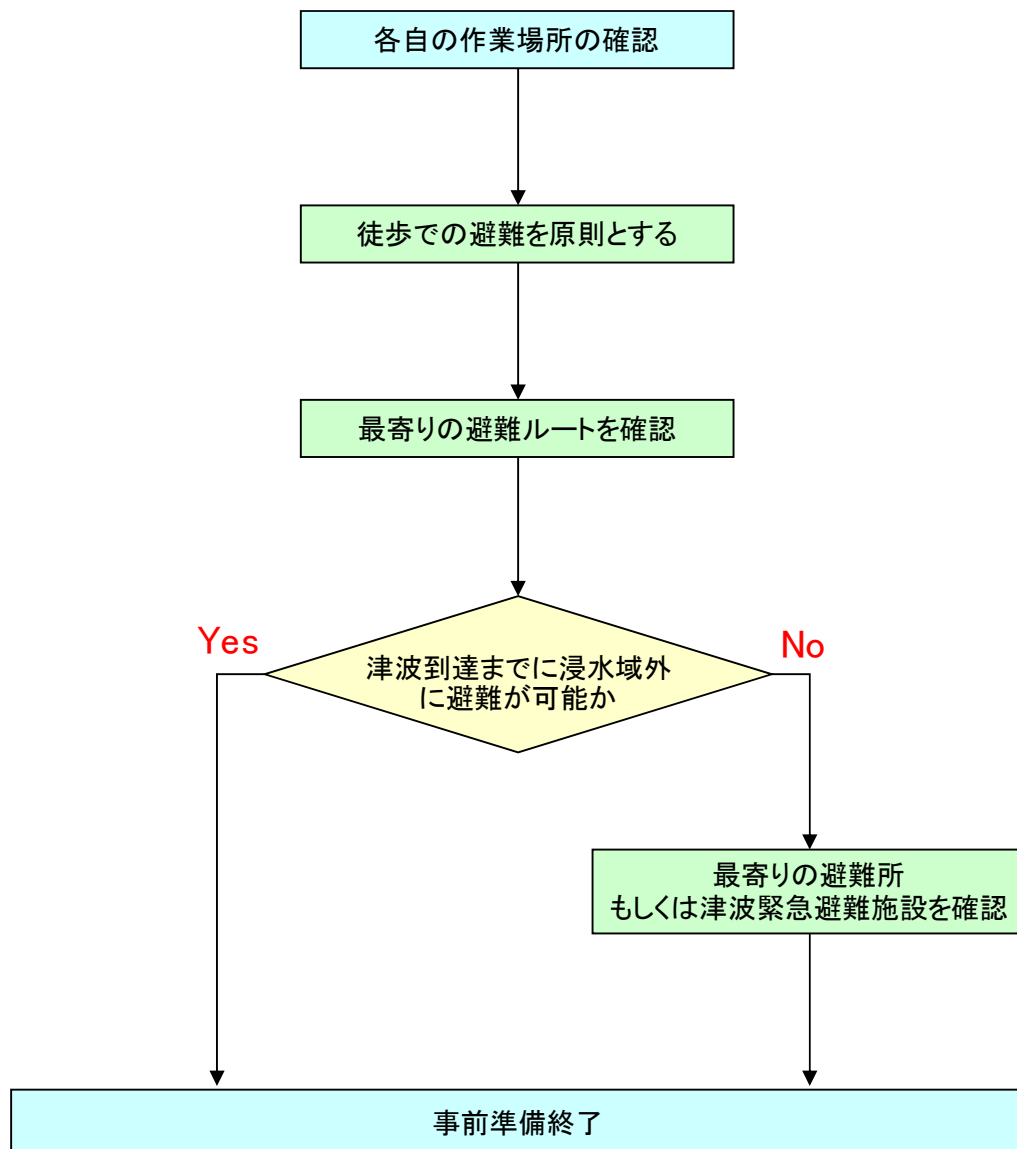 各自の作業場所の確認
徒歩での避難を原則とする
最寄りの避難ルートを確認
Yes
No
津波到達までに浸水域外
に避難が可能か
最寄りの避難所
もしくは津波緊急避難施設を確認
事前準備終了